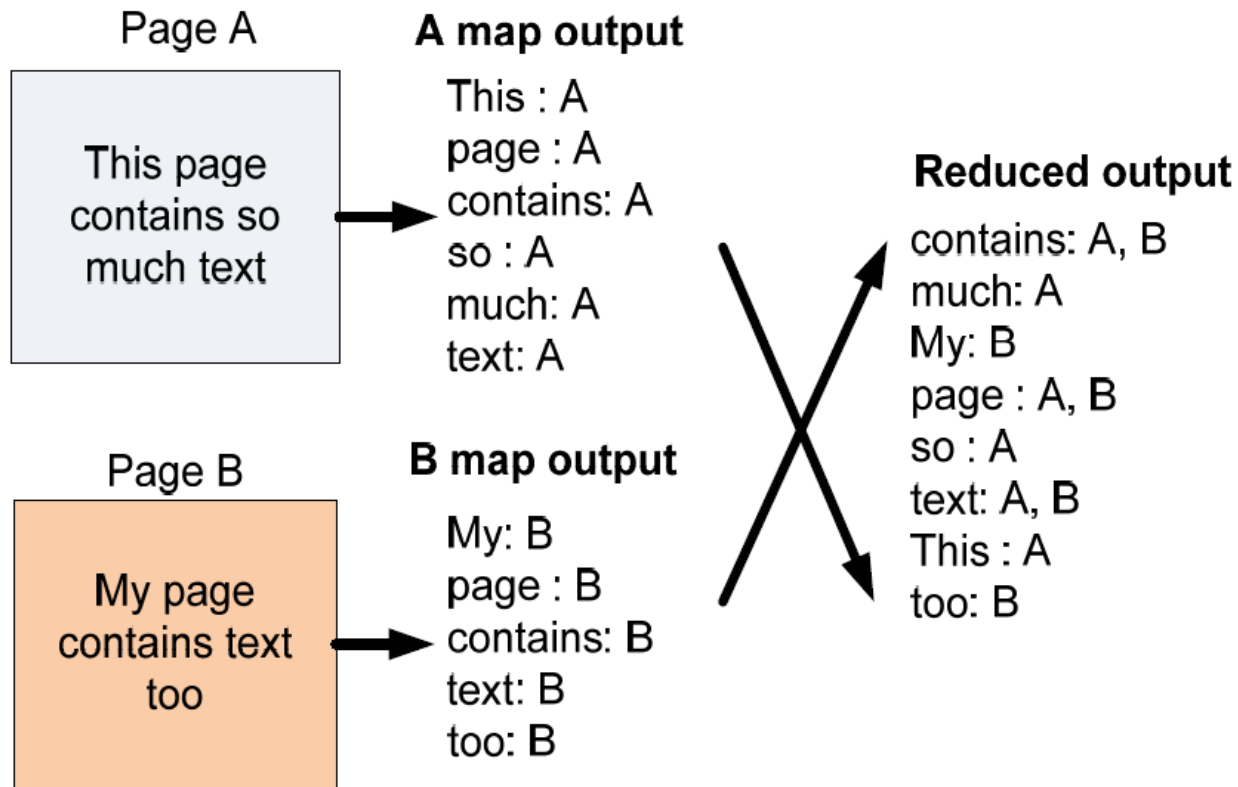 Page A
This page
contains so
much text
A map output
This : A
page : A
contains: A
so : A
much: A
text: A
Page B
My page
contains text
too
B map output
My: B
page : B
contains: B
text: B
too: B
Reduced output
contains: A, B
much: A
My: B
page : A, B
so : A
text: A, B
This : A
too: B